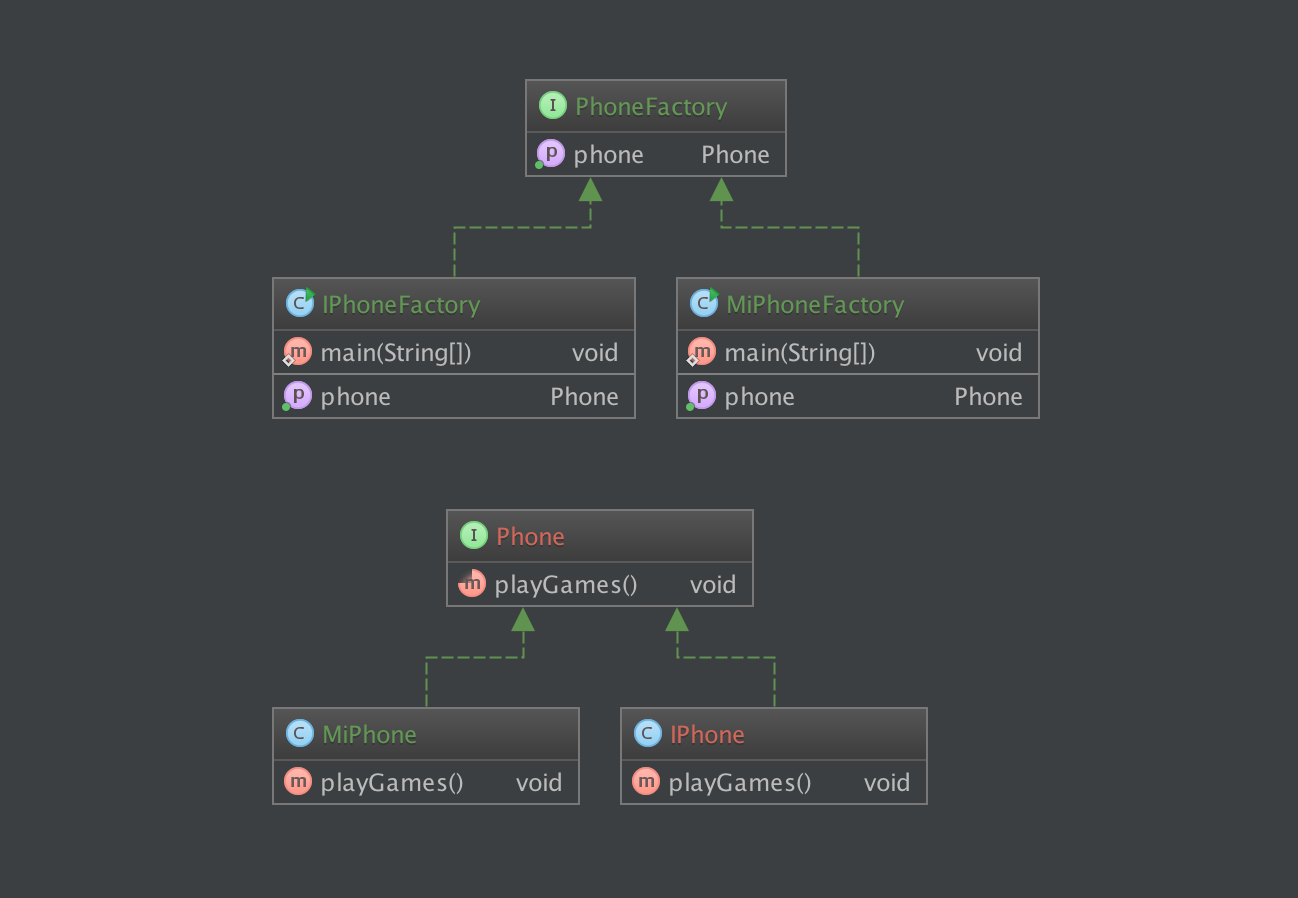 I PhoneFactory
p phone Phone
C IPhoneFactory
m main(String[]) void
p phone Phone
C MiPhoneFactory
m main(String[]) void
p phone Phone
I Phone
m playGames() void
C MiPhone
m playGames() void
C IPhone
m playGames() void